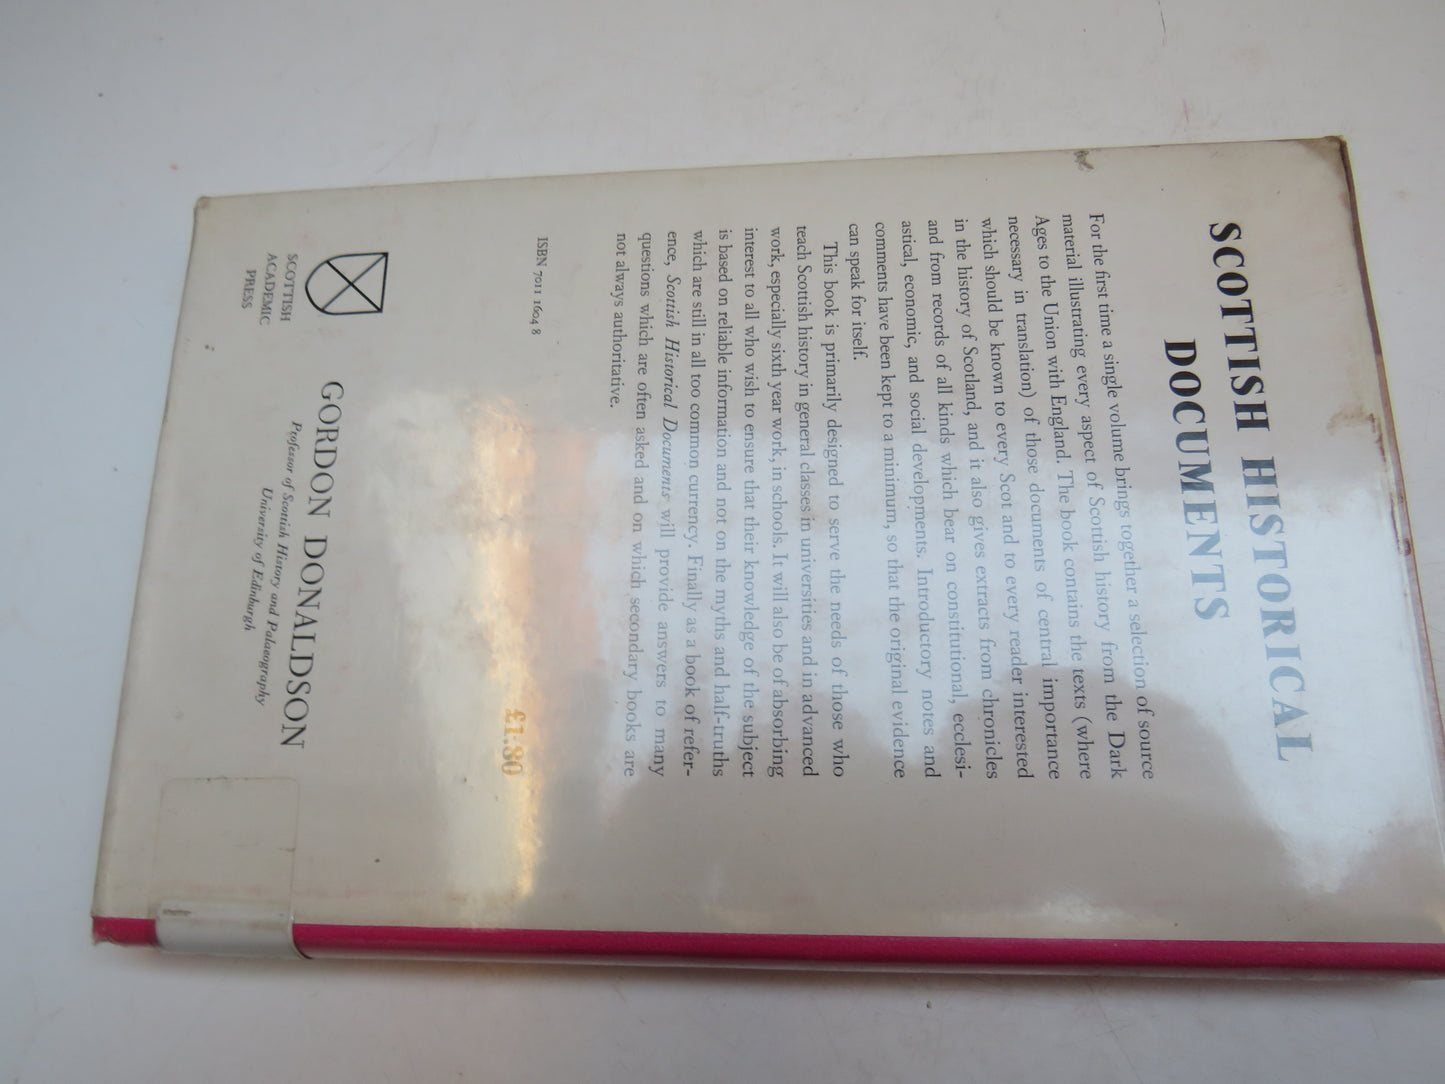 SCOTTISH HISTORICAL
DOCUMENTS
For the first time a single volume brings together a selection of source
material illustrating every aspect of Scottish history from the Dark
Ages to the Union with England. The book contains the texts (where
necessary in translation) of those documents of central importance
which should be known to every Scot and to every reader interested
in the history of Scotland, and it also gives extracts from chronicles
and from records of all kinds which bear on constitutional, ecclesi-
astical, economic, and social developments. Introductory notes and
comments have been kept to a minimum, so that the original evidence
can speak for itself.
This book is primarily designed to serve the needs of those who
teach Scottish history in general classes in universities and in advanced
work, especially sixth year work, in schools. It will also be of absorbing
interest to all who wish to ensure that their knowledge of the subject
is based on reliable information and not on the myths and half-truths
which are still in all too common currency. Finally as a book of refer-
ence, Scottish Historical Documents will provide answers to many
questions which are often asked and on which secondary books are
not always authoritative.
ISBN 7011 1604 8
£1.80
GORDON DONALDSON
Professor of Scottish History and Palaeography
University of Edinburgh
SCOTTISH
ACADEMIC
PRESS